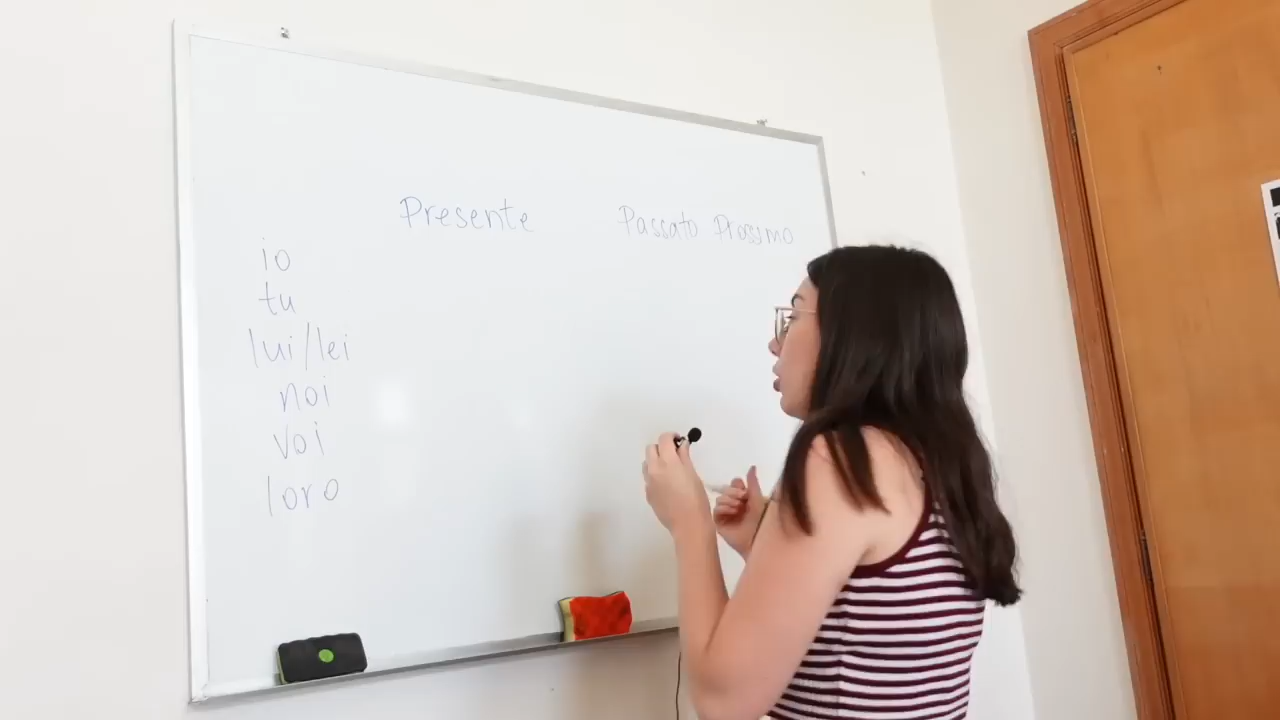 Presente Passato Prossimo
io
tu
lui/lei
noi
voi
loro